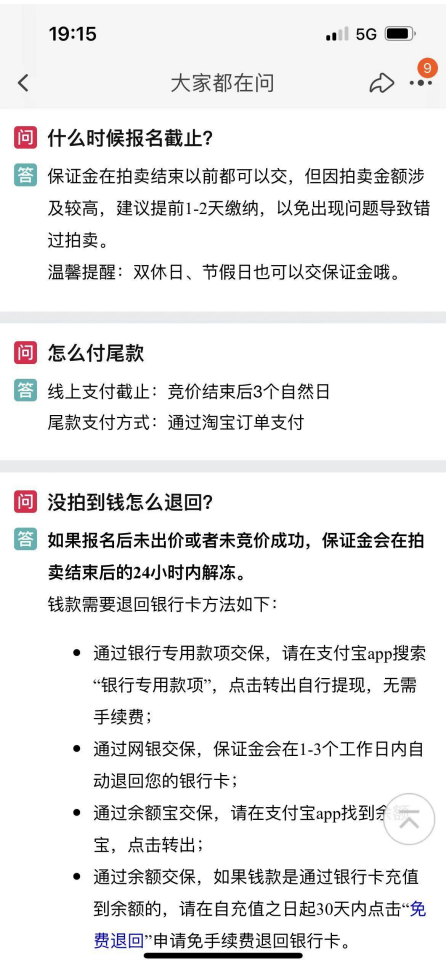 19:15
5G
大家都在问
9
问 什么时候报名截止？
答 保证金在拍卖结束以前都可以交，但因拍卖金额涉
及较高，建议提前1-2天缴纳，以免出现问题导致错
过拍卖。
温馨提醒：双休日、节假日也可以交保证金哦。
问 怎么付尾款
答 线上支付截止：竞价结束后3个自然日
尾款支付方式：通过淘宝订单支付
问 没拍到钱怎么退回？
答 如果报名后未出价或者未竞价成功，保证金会在拍
卖结束后的24小时内解冻。
钱款需要退回银行卡方法如下：
• 通过银行专用款项交保，请在支付宝app搜索
“银行专用款项”，点击转出自行提现，无需
手续费；
• 通过网银交保，保证金会在1-3个工作日内自
动退回您的银行卡；
• 通过余额宝交保，请在支付宝app找到余额
宝，点击转出；
• 通过余额交保，如果钱款是通过银行卡充值
到余额的，请在自充值之日起30天内点击“免
费退回”申请免手续费退回银行卡。